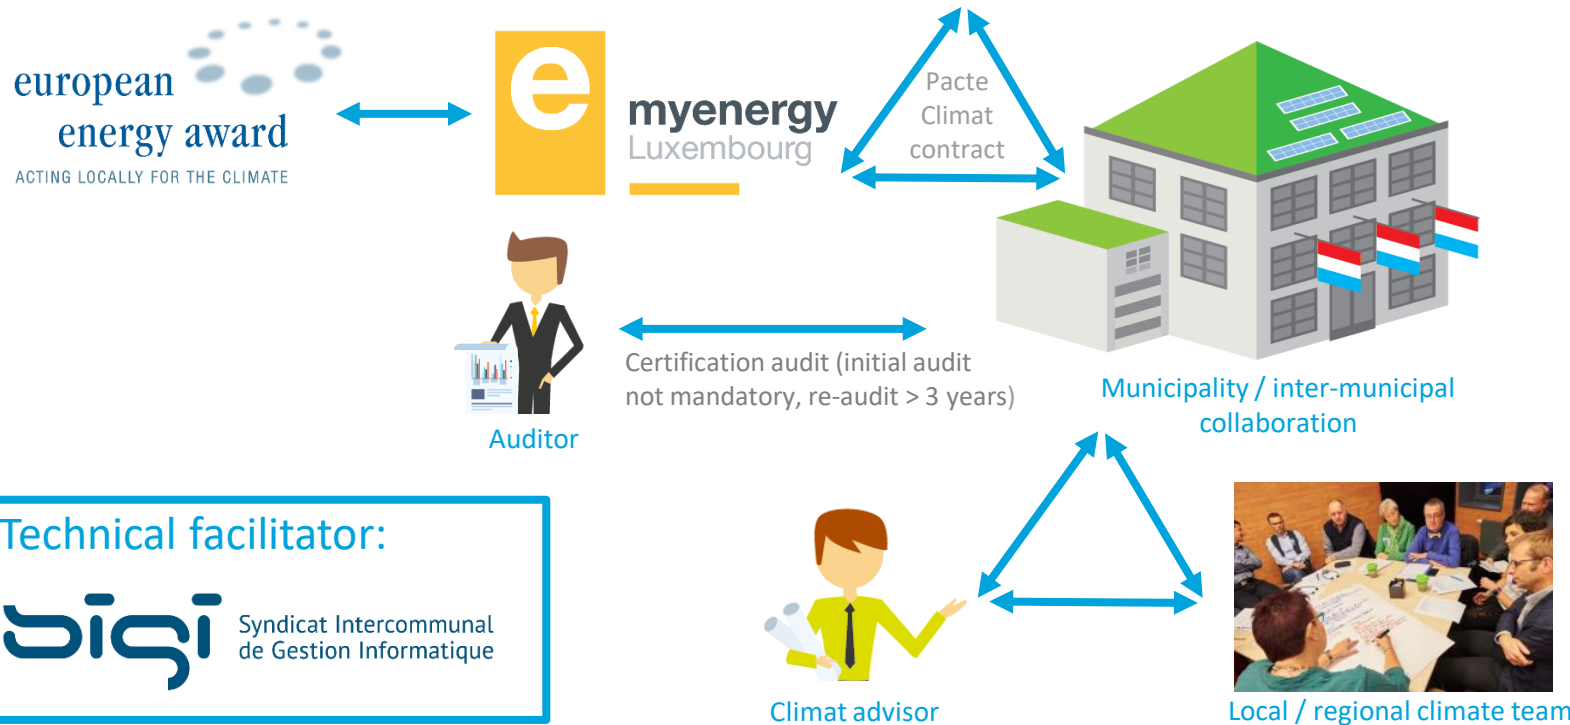 european
energy award
ACTING LOCALLY FOR THE CLIMATE
e
myenergy
Luxembourg
Pacte
Climat
contract
Certification audit (initial audit
not mandatory, re-audit > 3 years)
Municipality / inter-municipal
collaboration
Auditor
Technical facilitator:
sigi
Syndicat Intercommunal
de Gestion Informatique
Climat advisor
Local / regional climate team